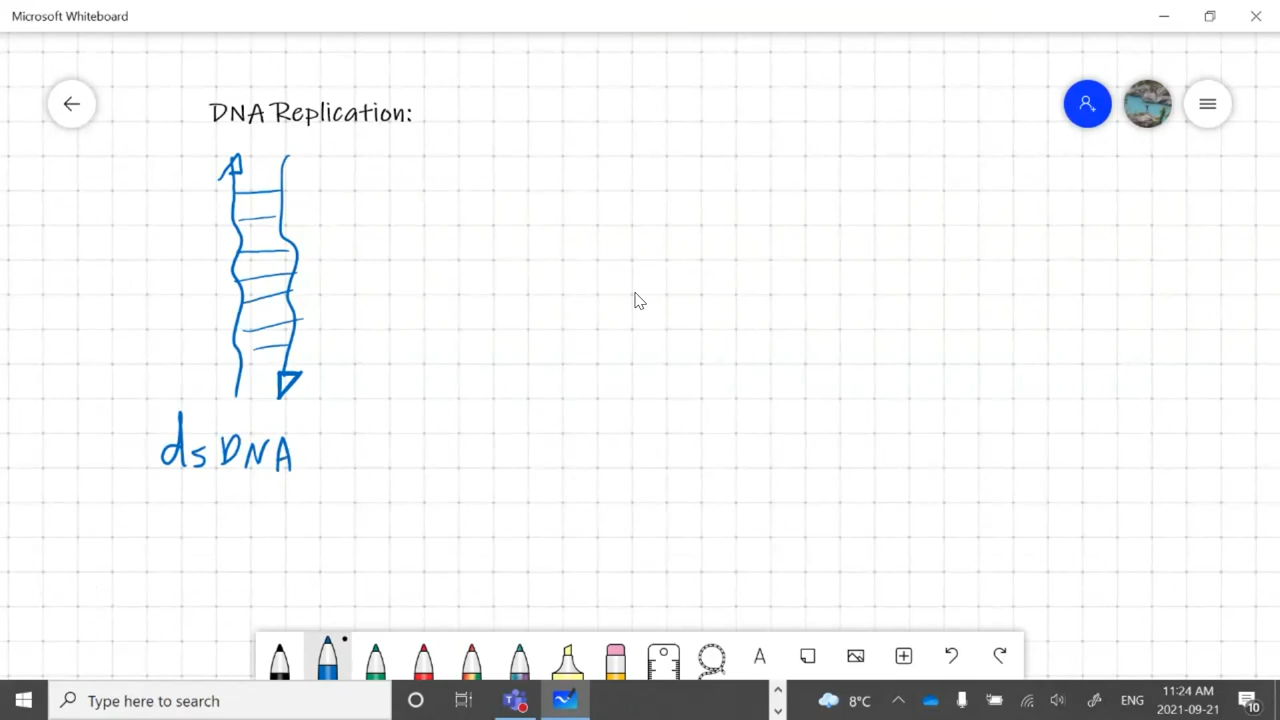 Microsoft Whiteboard
DNA Replication:
dsDNA
A
Type here to search
8°C
ENG
11:24 AM
2021-09-21
10